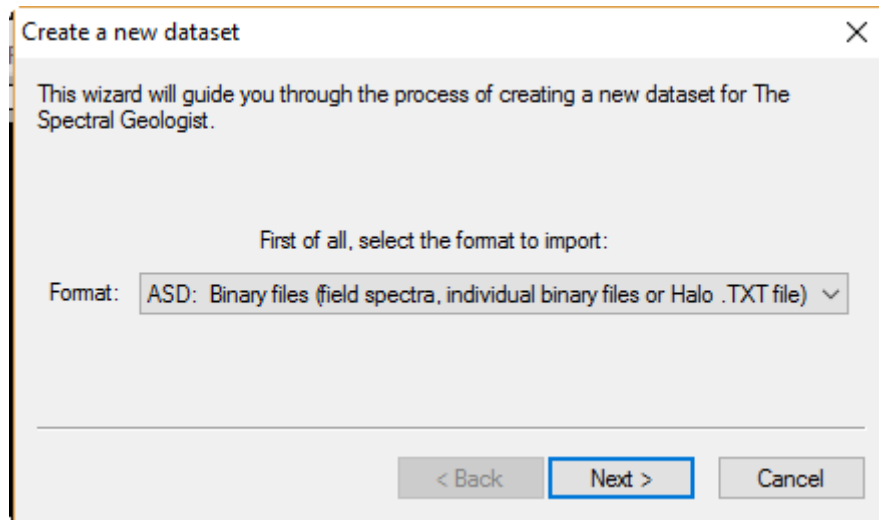 Create a new dataset
This wizard will guide you through the process of creating a new dataset for The
Spectral Geologist.
First of all, select the format to import:
Format: ASD: Binary files (field spectra, individual binary files or Halo .TXT file)
< Back Next > Cancel